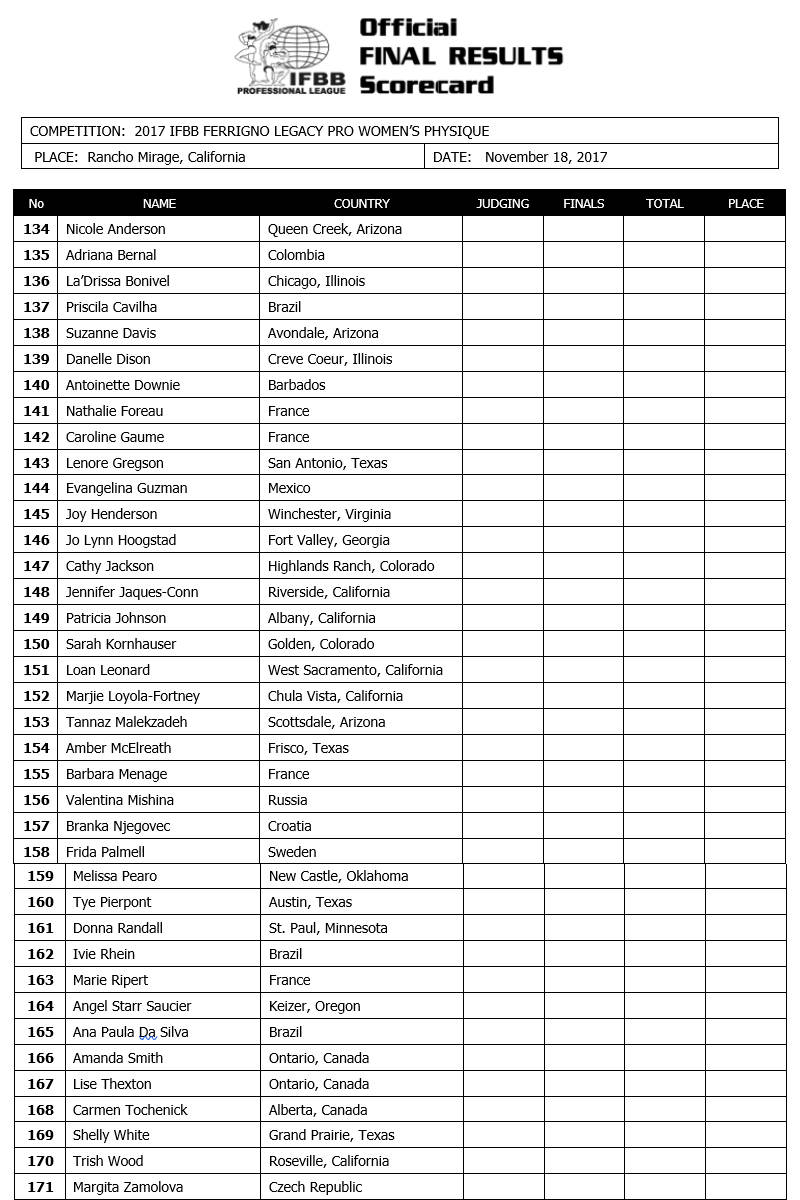 Official
FINAL RESULTS
Scorecard
IFBB
PROFESSIONAL LEAGUE
COMPETITION: 2017 IFBB FERRIGNO LEGACY PRO WOMEN'S PHYSIQUE
PLACE: Rancho Mirage, California DATE: November 18, 2017
No NAME COUNTRY JUDGING FINALS TOTAL PLACE
134 Nicole Anderson Queen Creek, Arizona
135 Adriana Bernal Colombia
136 La'Drissa Bonivel Chicago, Illinois
137 Priscila Cavilha Brazil
138 Suzanne Davis Avondale, Arizona
139 Danelle Dison Creve Coeur, Illinois
140 Antoinette Downie Barbados
141 Nathalie Foreau France
142 Caroline Gaume France
143 Lenore Gregson San Antonio, Texas
144 Evangelina Guzman Mexico
145 Joy Henderson Winchester, Virginia
146 Jo Lynn Hoogstad Fort Valley, Georgia
147 Cathy Jackson Highlands Ranch, Colorado
148 Jennifer Jaques-Conn Riverside, California
149 Patricia Johnson Albany, California
150 Sarah Kornhauser Golden, Colorado
151 Loan Leonard West Sacramento, California
152 Marjie Loyola-Fortney Chula Vista, California
153 Tannaz Malekzadeh Scottsdale, Arizona
154 Amber McElreath Frisco, Texas
155 Barbara Menage France
156 Valentina Mishina Russia
157 Branka Njegovec Croatia
158 Frida Palmell Sweden
159 Melissa Pearo New Castle, Oklahoma
160 Tye Pierpont Austin, Texas
161 Donna Randall St. Paul, Minnesota
162 Ivie Rhein Brazil
163 Marie Ripert France
164 Angel Starr Saucier Keizer, Oregon
165 Ana Paula Da Silva Brazil
166 Amanda Smith Ontario, Canada
167 Lise Thexton Ontario, Canada
168 Carmen Tochenick Alberta, Canada
169 Shelly White Grand Prairie, Texas
170 Trish Wood Roseville, California
171 Margita Zamolova Czech Republic